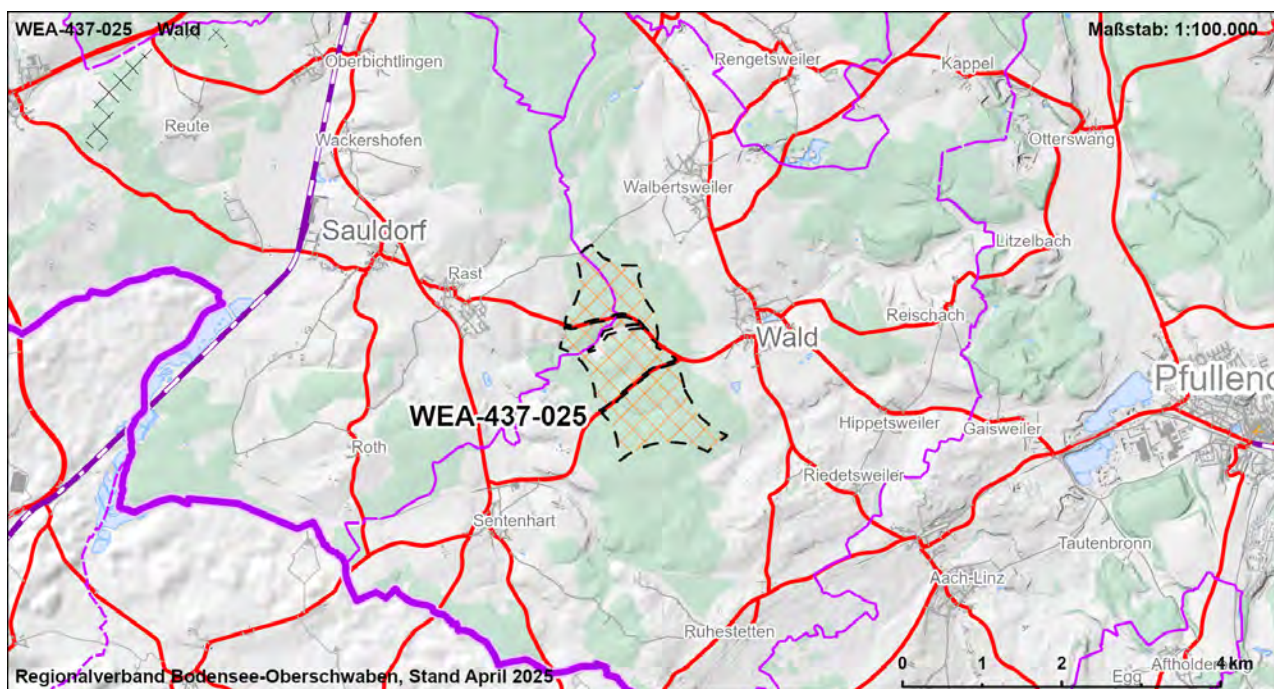 WEA-437-025 Wald
Maßstab: 1:100.000
Oberbichtlingen
Rengetsweiler
Kappel
Reute
Wackershofen
Otterswang
Walbertsweiler
Sauldorf
Litzelbach
Rast
Reischach
Wald
Pfullend
WEA-437-025
Hippetsweiler
Gaisweiler
Roth
Riedetsweiler
Sentenhart
Tautenbronn
Aach-Linz
Ruhestetten
0 1 2 4 km
Egg
Aftholder
Regionalverband Bodensee-Oberschwaben, Stand April 2025